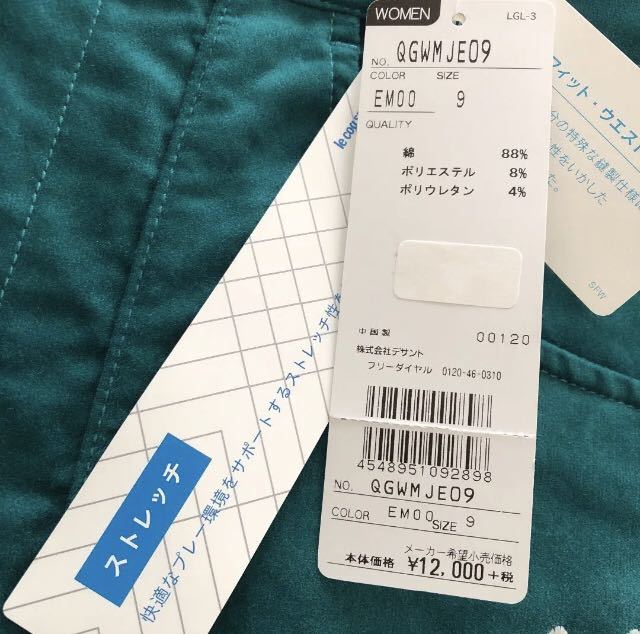 WOMEN
LGL-3
NO. QGWMJE09
COLOR SIZE
EM00 9
QUALITY
綿 88%
ポリエステル 8%
ポリウレタン 4%
中国製 00120
株式会社デサント
フリーダイヤル 0120-46-0310
4548951092898
NO. QGWMJE09
COLOR EM00 SIZE 9
メーカー希望小売価格
本体価格 ¥12,000+税
le coq
ストレッチ
快適なプレー環境をサポートするストレッチ性
フィット・ウエスト
分の特殊な縫製仕様に
性をいかした
た。
SFW